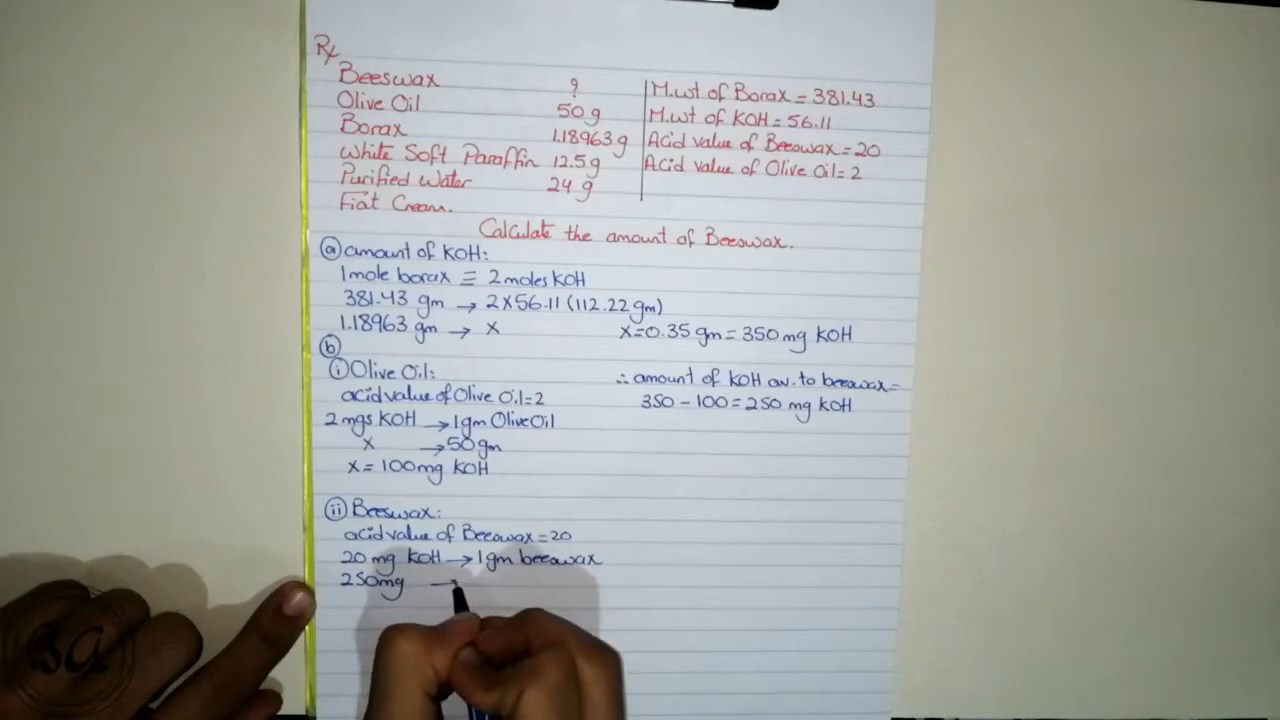 Rx
Beeswax ?
Olive Oil 50 g
Borax 1.18963 g
White Soft Paraffin 12.5 g
Purified Water 24 g
Fiat Cream.
M.wt of Borax = 381.43
M.wt of KOH = 56.11
Acid value of Beeswax = 20
Acid value of Olive Oil = 2
Calculate the amount of Beeswax.
ⓐ amount of KOH:
1 mole borax ≡ 2 moles KOH
381.43 gm → 2 X 56.11 (112.22 gm)
1.18963 gm → x x = 0.35 gm = 350 mg KOH
ⓑ
ⓘ Olive Oil:
acid value of Olive Oil = 2
2 mgs KOH → 1 gm Olive Oil
x → 50 gm
x = 100 mg KOH
∴ amount of KOH av. to beeswax =
350 - 100 = 250 mg KOH
(ii) Beeswax:
acid value of Beeswax = 20
20 mg KOH → 1 gm beeswax
250 mg →
BA